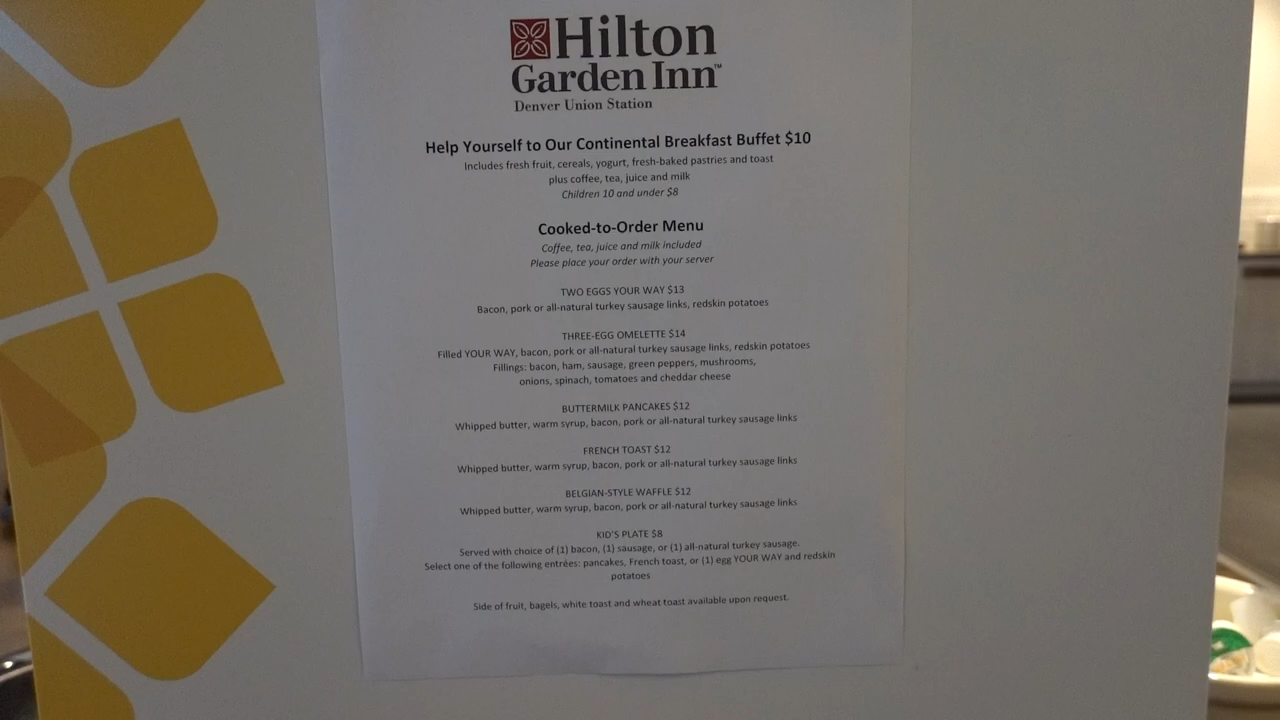 Hilton
Garden Inn™
Denver Union Station
Help Yourself to Our Continental Breakfast Buffet $10
Includes fresh fruit, cereals, yogurt, fresh-baked pastries and toast
plus coffee, tea, juice and milk
Children 10 and under $8
Cooked-to-Order Menu
Coffee, tea, juice and milk included
Please place your order with your server
TWO EGGS YOUR WAY $13
Bacon, pork or all-natural turkey sausage links, redskin potatoes
THREE-EGG OMELETTE $14
Filled YOUR WAY, bacon, pork or all-natural turkey sausage links, redskin potatoes
Fillings: bacon, ham, sausage, green peppers, mushrooms,
onions, spinach, tomatoes and cheddar cheese
BUTTERMILK PANCAKES $12
Whipped butter, warm syrup, bacon, pork or all-natural turkey sausage links
FRENCH TOAST $12
Whipped butter, warm syrup, bacon, pork or all-natural turkey sausage links
BELGIAN-STYLE WAFFLE $12
Whipped butter, warm syrup, bacon, pork or all-natural turkey sausage links
KID'S PLATE $8
Served with choice of (1) bacon, (1) sausage, or (1) all-natural turkey sausage.
Select one of the following entrées: pancakes, French toast, or (1) egg YOUR WAY and redskin
potatoes
Side of fruit, bagels, white toast and wheat toast available upon request.